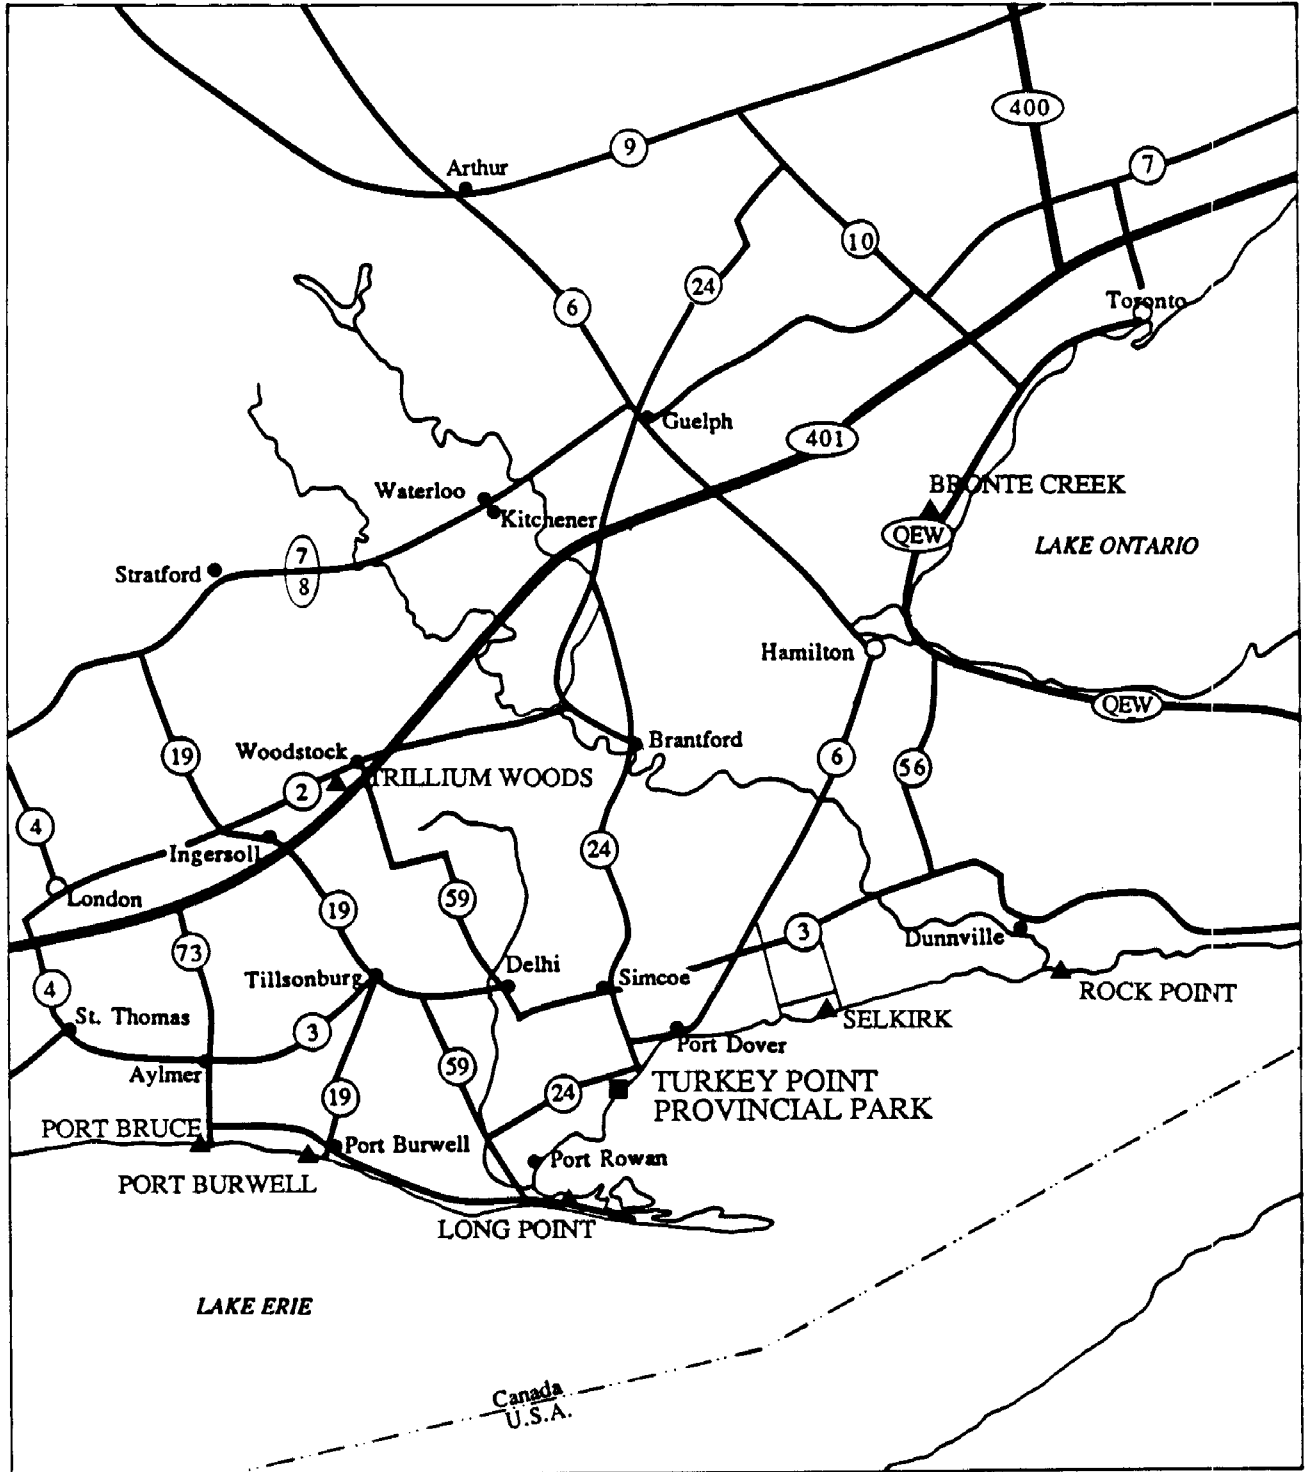 400
9
7
Arthur
10
24
6
Toronto
Guelph
401
BRONTE CREEK
Waterloo
Kitchener
QEW
LAKE ONTARIO
7
8
Stratford
Hamilton
QEW
Woodstock
Brantford
19
6
56
2
TRILLIUM WOODS
4
24
Ingersoll
London
59
19
3
Dunnville
73
Delhi
Simcoe
Tillsonburg
4
ROCK POINT
St. Thomas
SELKIRK
3
Port Dover
Aylmer
59
TURKEY POINT
PROVINCIAL PARK
24
19
PORT BRUCE
Port Burwell
Port Rowan
PORT BURWELL
LONG POINT
LAKE ERIE
Canada
U.S.A.